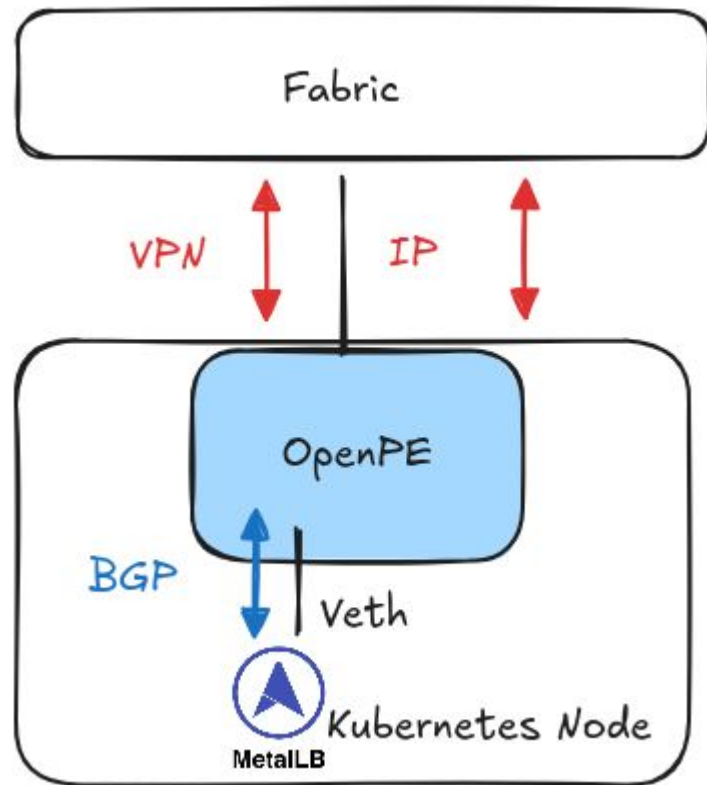 Fabric
VPN
IP
OpenPE
BGP
Veth
Kubernetes Node
MetalLB